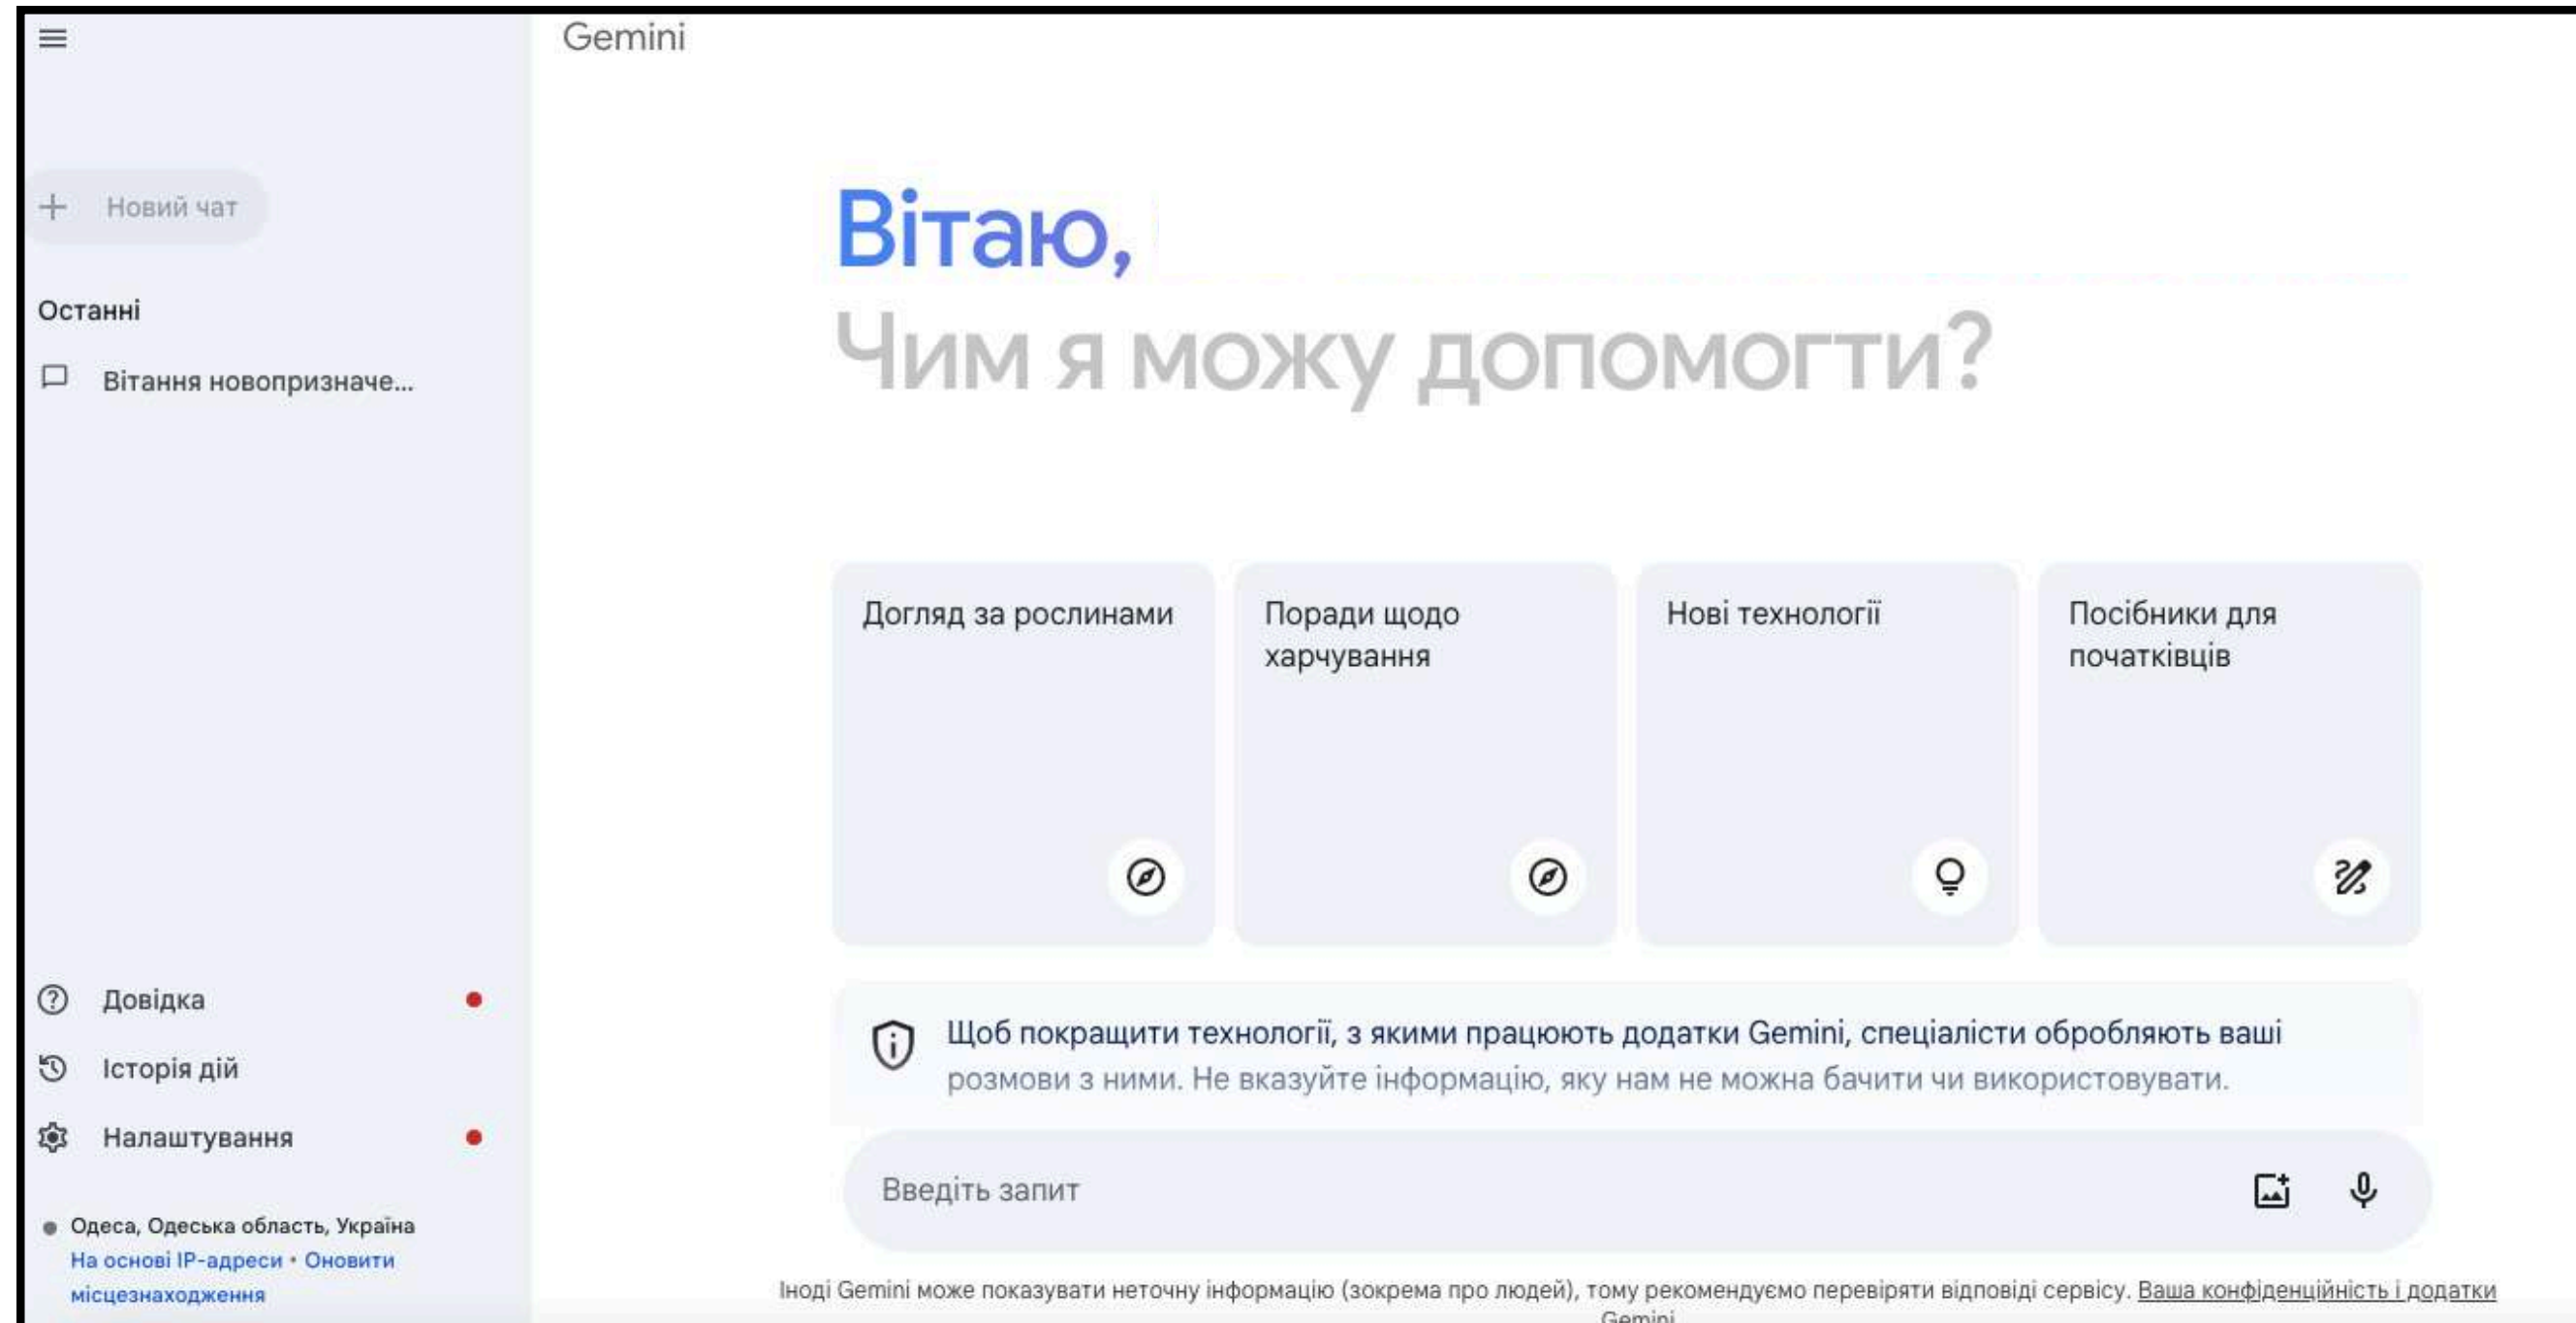 Gemini
Новий чат
Останні
Вітання новопризначе...
Довідка
Історія дій
Налаштування
Одеса, Одеська область, Україна
На основі IP-адреси • Оновити
місцезнаходження
Вітаю,
Чим я можу допомогти?
Догляд за рослинами
Поради щодо
харчування
Нові технології
Посібники для
початківців
Щоб покращити технології, з якими працюють додатки Gemini, спеціалісти обробляють ваші
розмови з ними. Не вказуйте інформацію, яку нам не можна бачити чи використовувати.
Введіть запит
Іноді Gemini може показувати неточну інформацію (зокрема про людей), тому рекомендуємо перевіряти відповіді сервісу. Ваша конфіденційність і додатки
Gemini